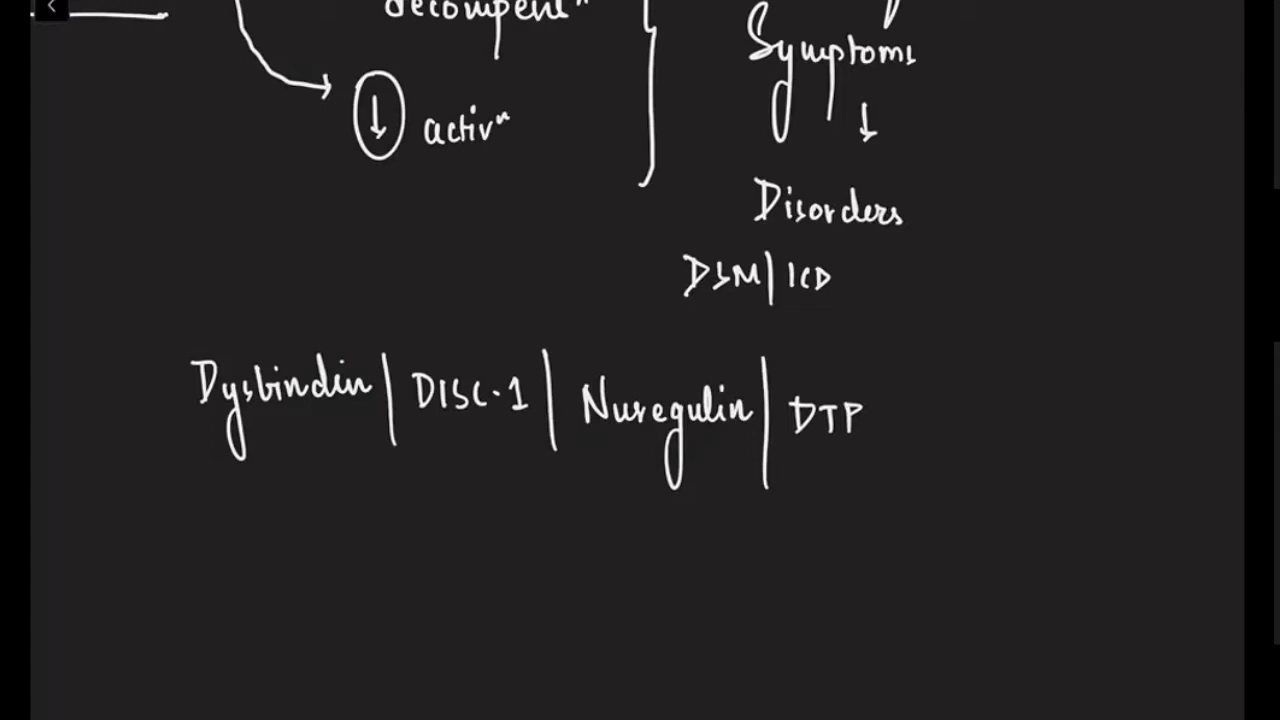 decompenⁿ
Symptoms
↓ activⁿ
↓
Disorders
DSM/ICD
Dysbindin | DISC-1 | Nuregulin | DTP